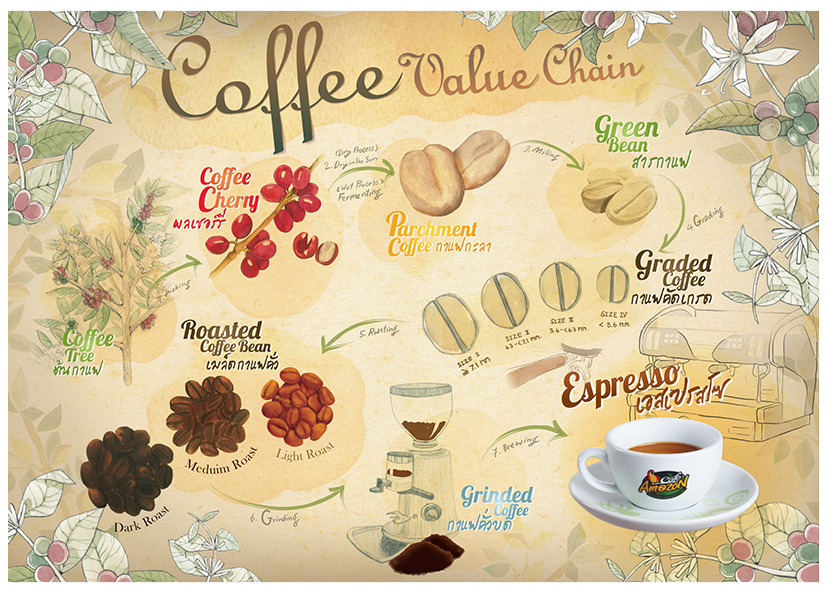 Coffee Value Chain
Coffee
Tree
ต้นกาแฟ
1. Picking
Coffee
Cherry
ผลเชอร์รี่
(Dry Process)
2. Dry in the Sun
(Wet Process)
Fermenting
Parchment
Coffee กาแฟกะลา
3. Milling
Green
Bean
สารกาแฟ
4. Grading
Graded
Coffee
กาแฟคัดเกรด
SIZE I
≥ 7.1 mm.
SIZE II
6.3-<7.1 mm.
SIZE III
5.6-<6.3 mm.
SIZE IV
< 5.6 mm.
5. Roasting
Roasted
Coffee Bean
เมล็ดกาแฟคั่ว
Light Roast
Meduim Roast
Dark Roast
6. Grinding
Grinded
Coffee
กาแฟคั่วบด
7. Brewing
Espresso
เอสเปรสโซ
Café
Amazon